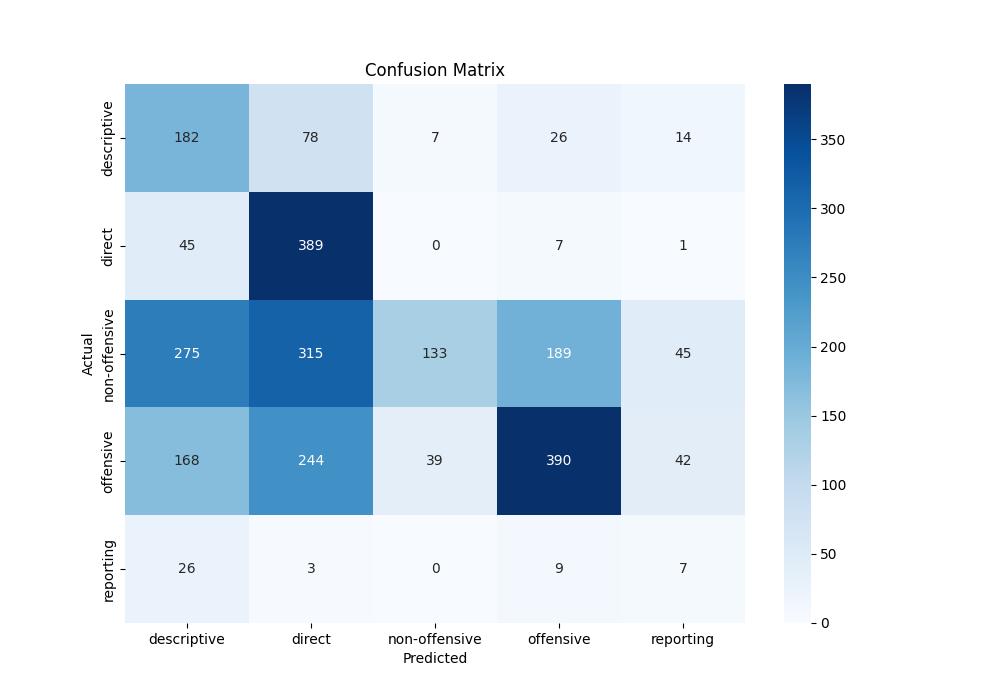 Confusion Matrix
descriptive 182 78 7 26 14
direct 45 389 0 7 1
non-offensive 275 315 133 189 45
offensive 168 244 39 390 42
reporting 26 3 0 9 7
Actual
descriptive direct non-offensive offensive reporting
Predicted
350
300
250
200
150
100
50
0